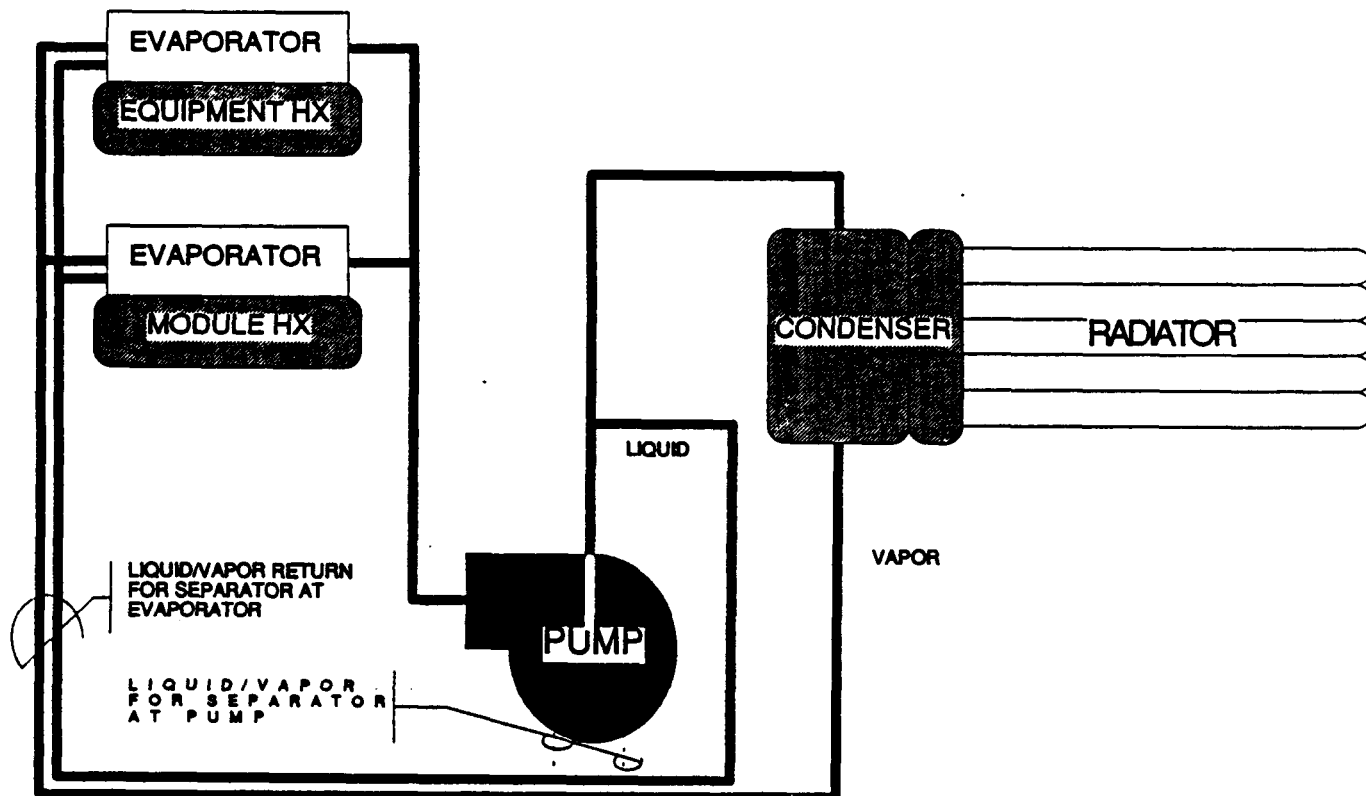 EVAPORATOR
EQUIPMENT HX
EVAPORATOR
MODULE HX
CONDENSER
RADIATOR
LIQUID
VAPOR
LIQUID/VAPOR RETURN
FOR SEPARATOR AT
EVAPORATOR
PUMP
LIQUID/VAPOR
FOR SEPARATOR
AT PUMP